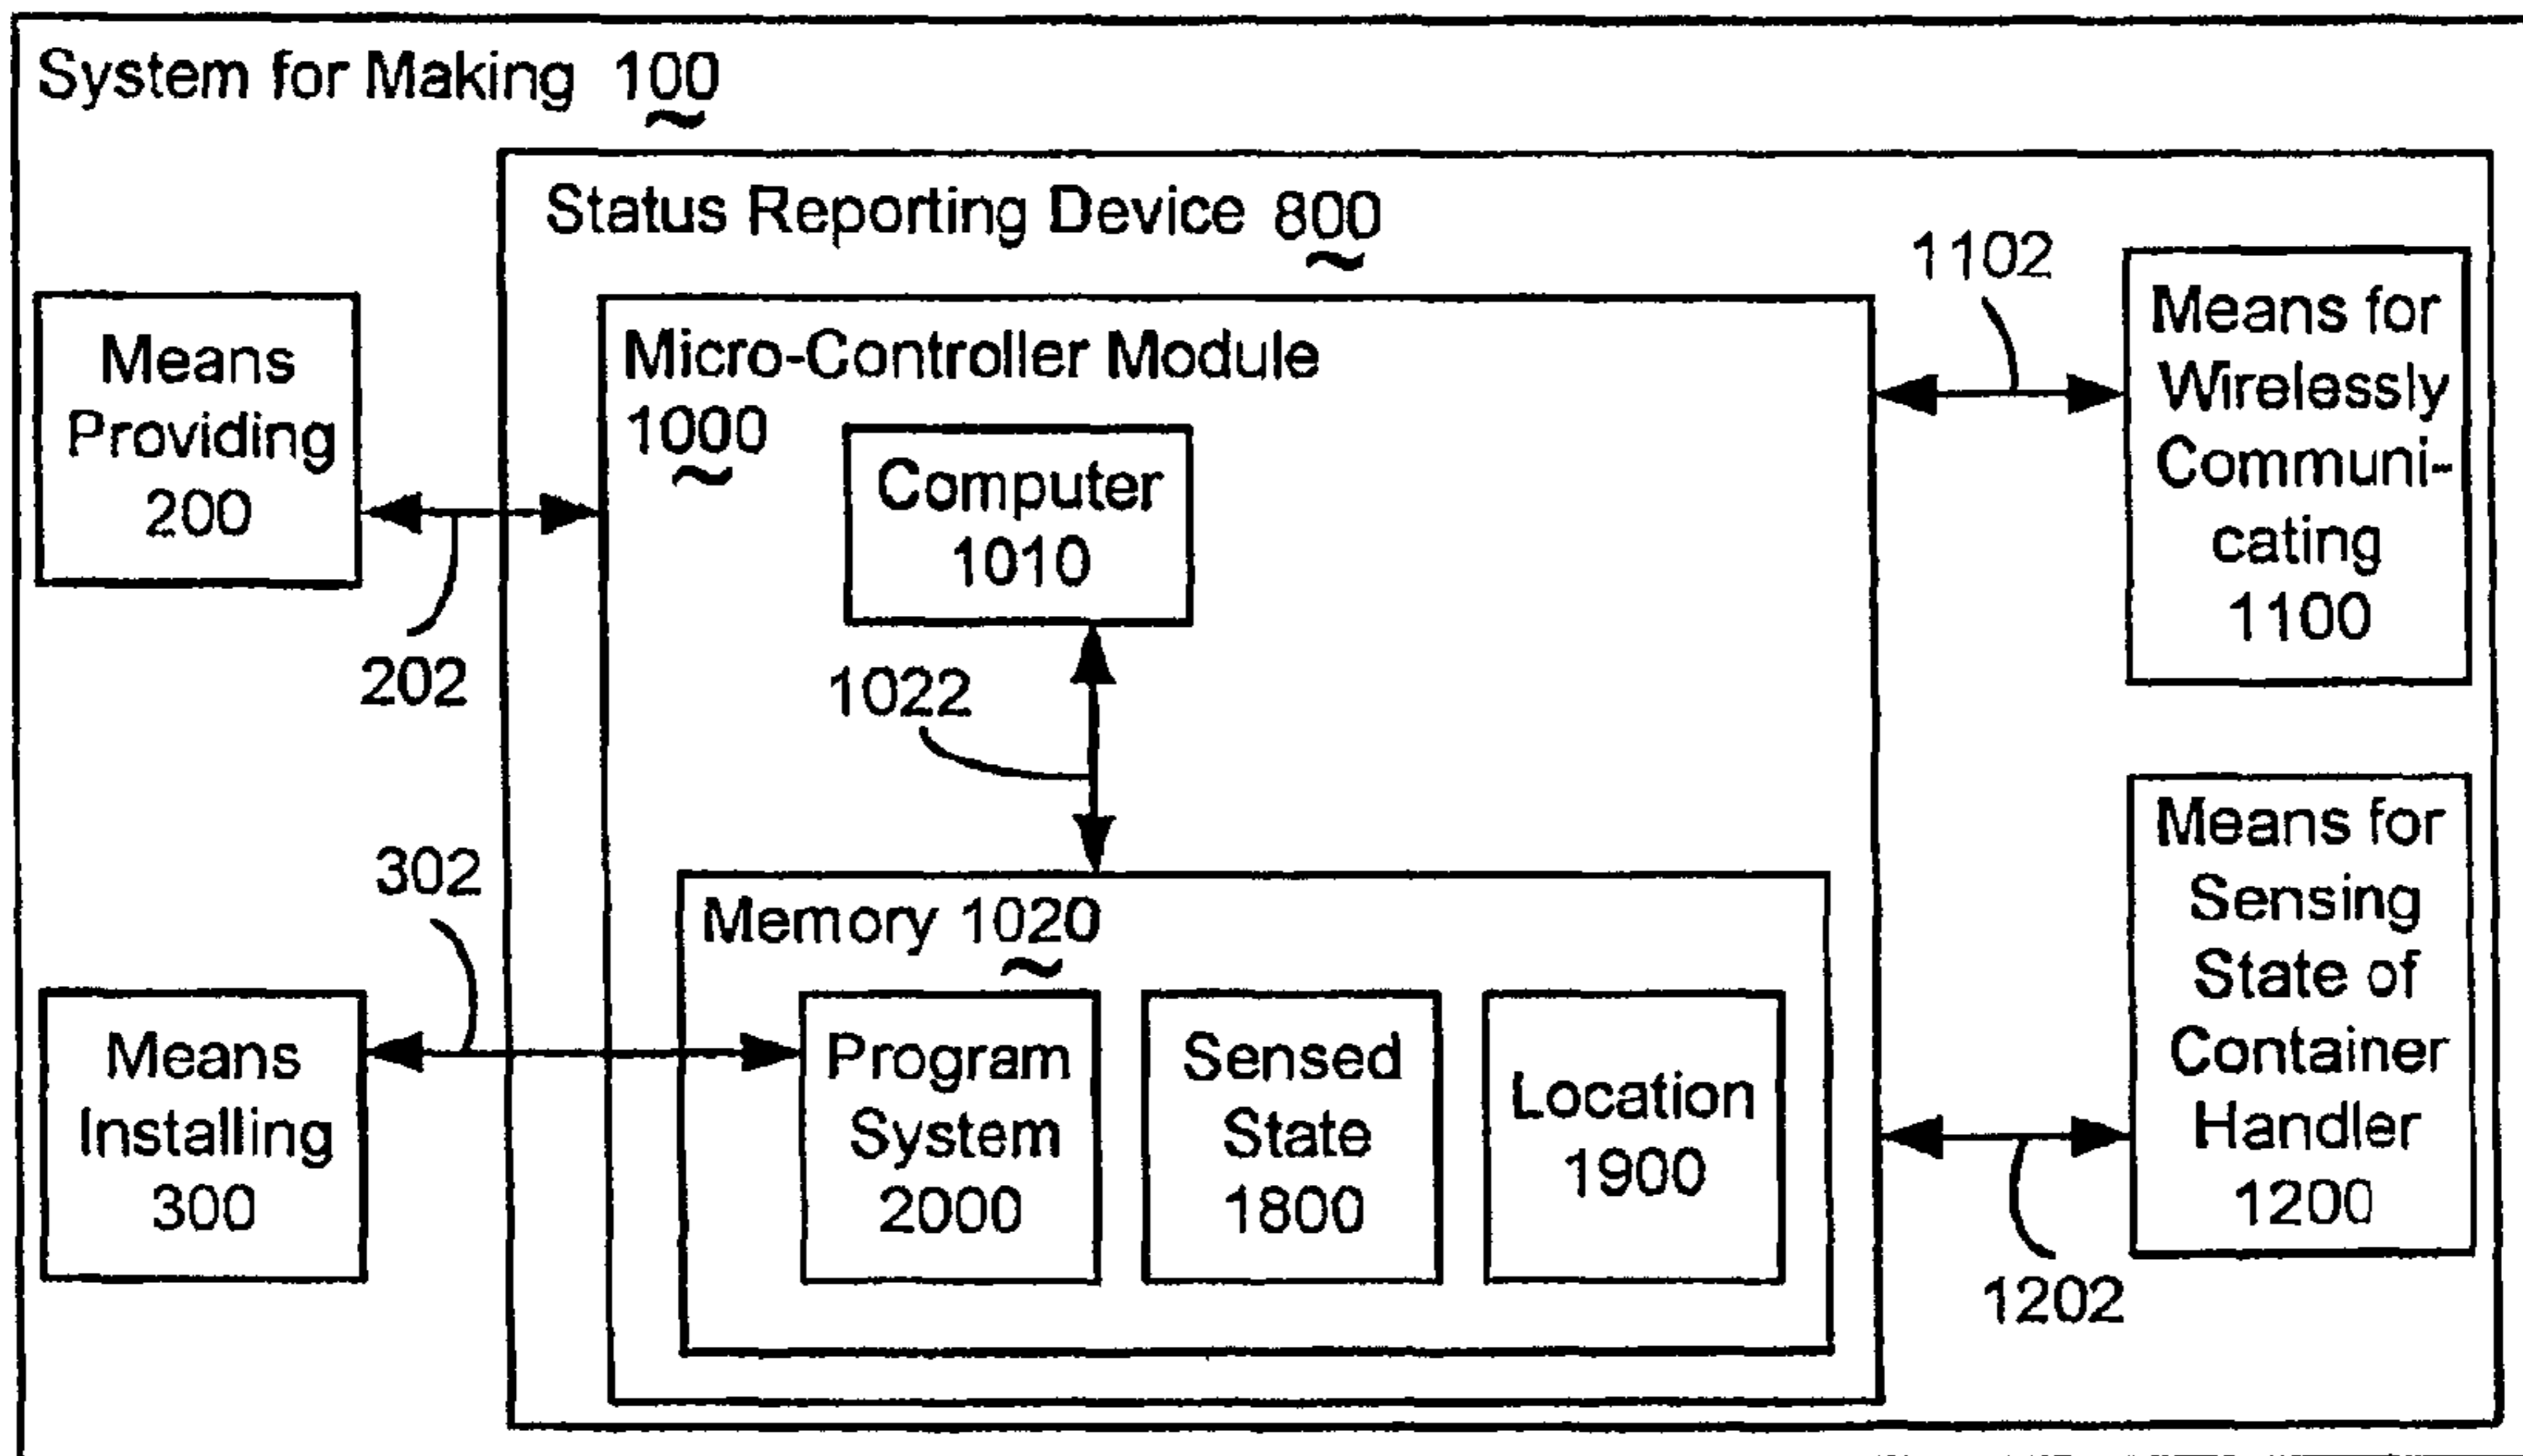 System for Making 100
Status Reporting Device 800
Means
Providing
200
202
Micro-Controller Module
1000
Computer
1010
1022
1102
Means for
Wirelessly
Communi-
cating
1100
302
Means
Installing
300
Memory 1020
Program
System
2000
Sensed
State
1800
Location
1900
Means for
Sensing
State of
Container
Handler
1200
1202